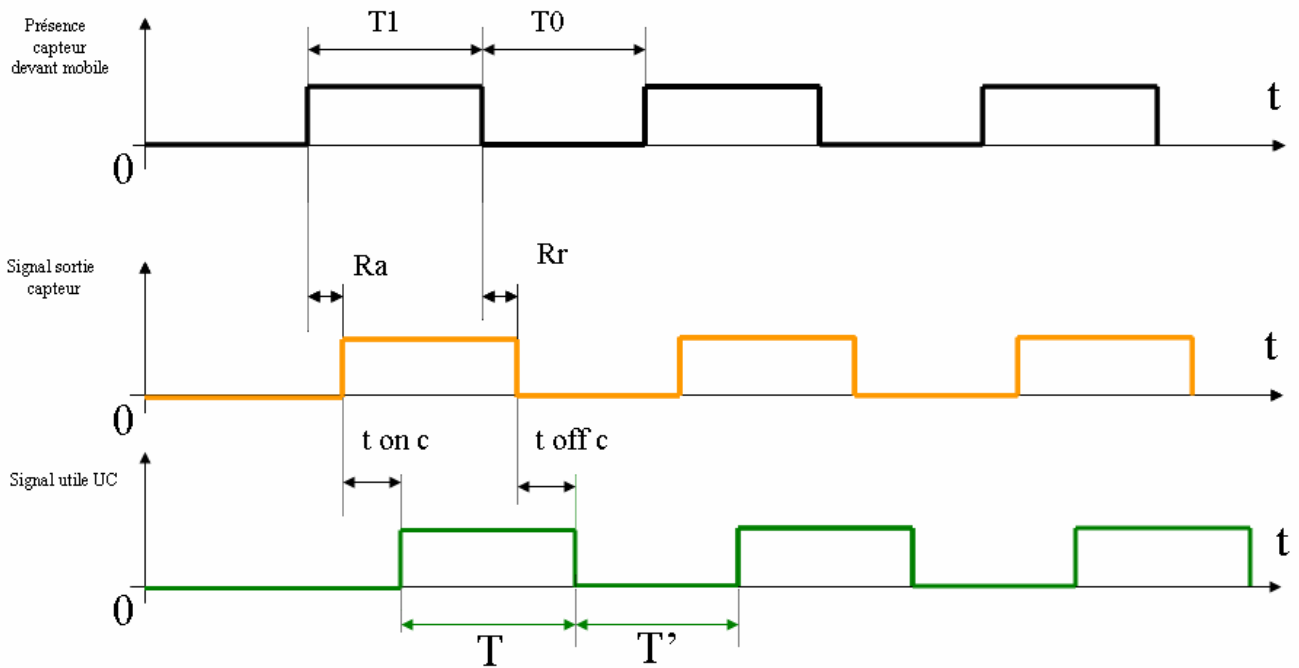 Présence
capteur
devant mobile
T1
T0
t
0
Signal sortie
capteur
Ra
Rr
t
0
t on c
t off c
Signal utile UC
t
0
T
T’